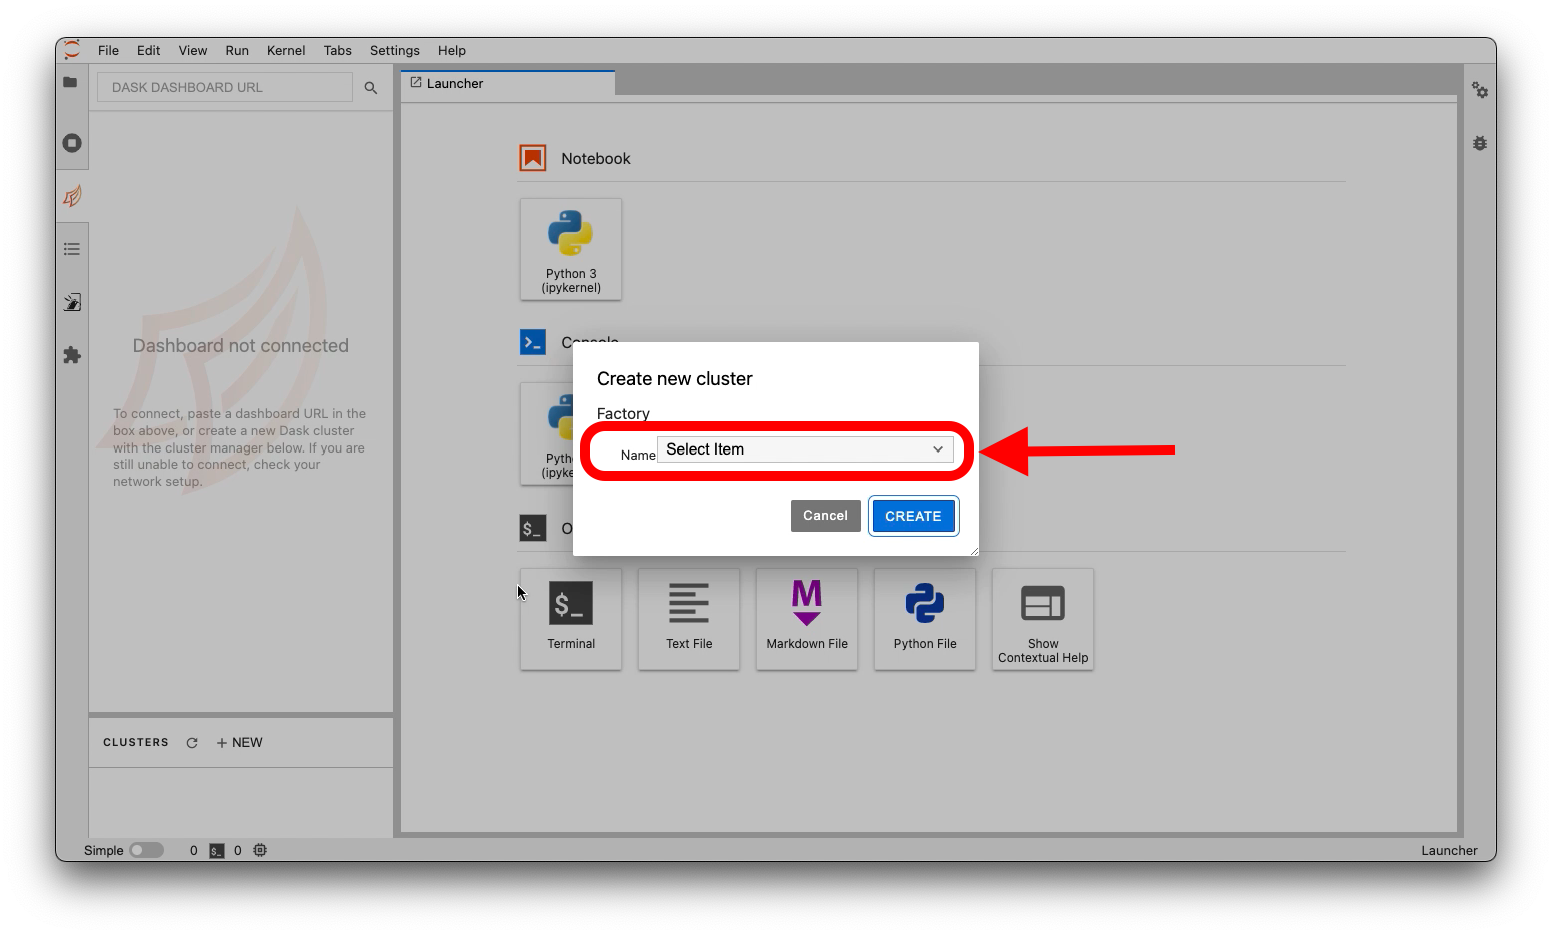 File Edit View Run Kernel Tabs Settings Help
DASK DASHBOARD URL
Launcher
Notebook
Python 3
(ipykernel)
Dashboard not connected
To connect, paste a dashboard URL in the
box above, or create a new Dask cluster
with the cluster manager below. If you are
still unable to connect, check your
network setup.
Create new cluster
Factory
Name Select Item
Cancel CREATE
$_
Terminal
Text File
M
Markdown File
Python File
Show
Contextual Help
CLUSTERS + NEW
Simple 0 $_ 0
Launcher